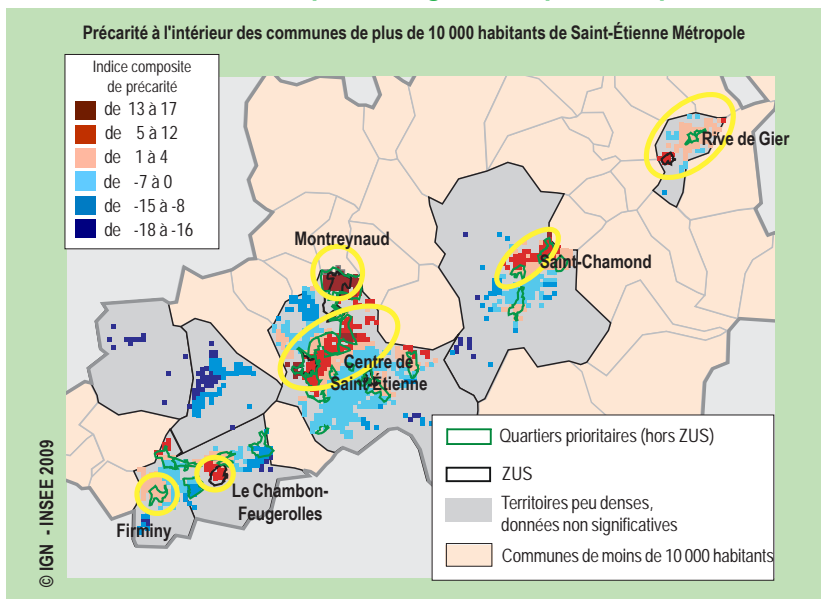 Précarité à l'intérieur des communes de plus de 10 000 habitants de Saint-Étienne Métropole
Indice composite
de précarité
de 13 à 17
de 5 à 12
de 1 à 4
de -7 à 0
de -15 à -8
de -18 à -16
Rive de Gier
Montreynaud
Saint-Chamond
Centre de
Saint-Étienne
Le Chambon-
Feugerolles
Firminy
Quartiers prioritaires (hors ZUS)
ZUS
Territoires peu denses,
données non significatives
Communes de moins de 10 000 habitants
© IGN - INSEE 2009